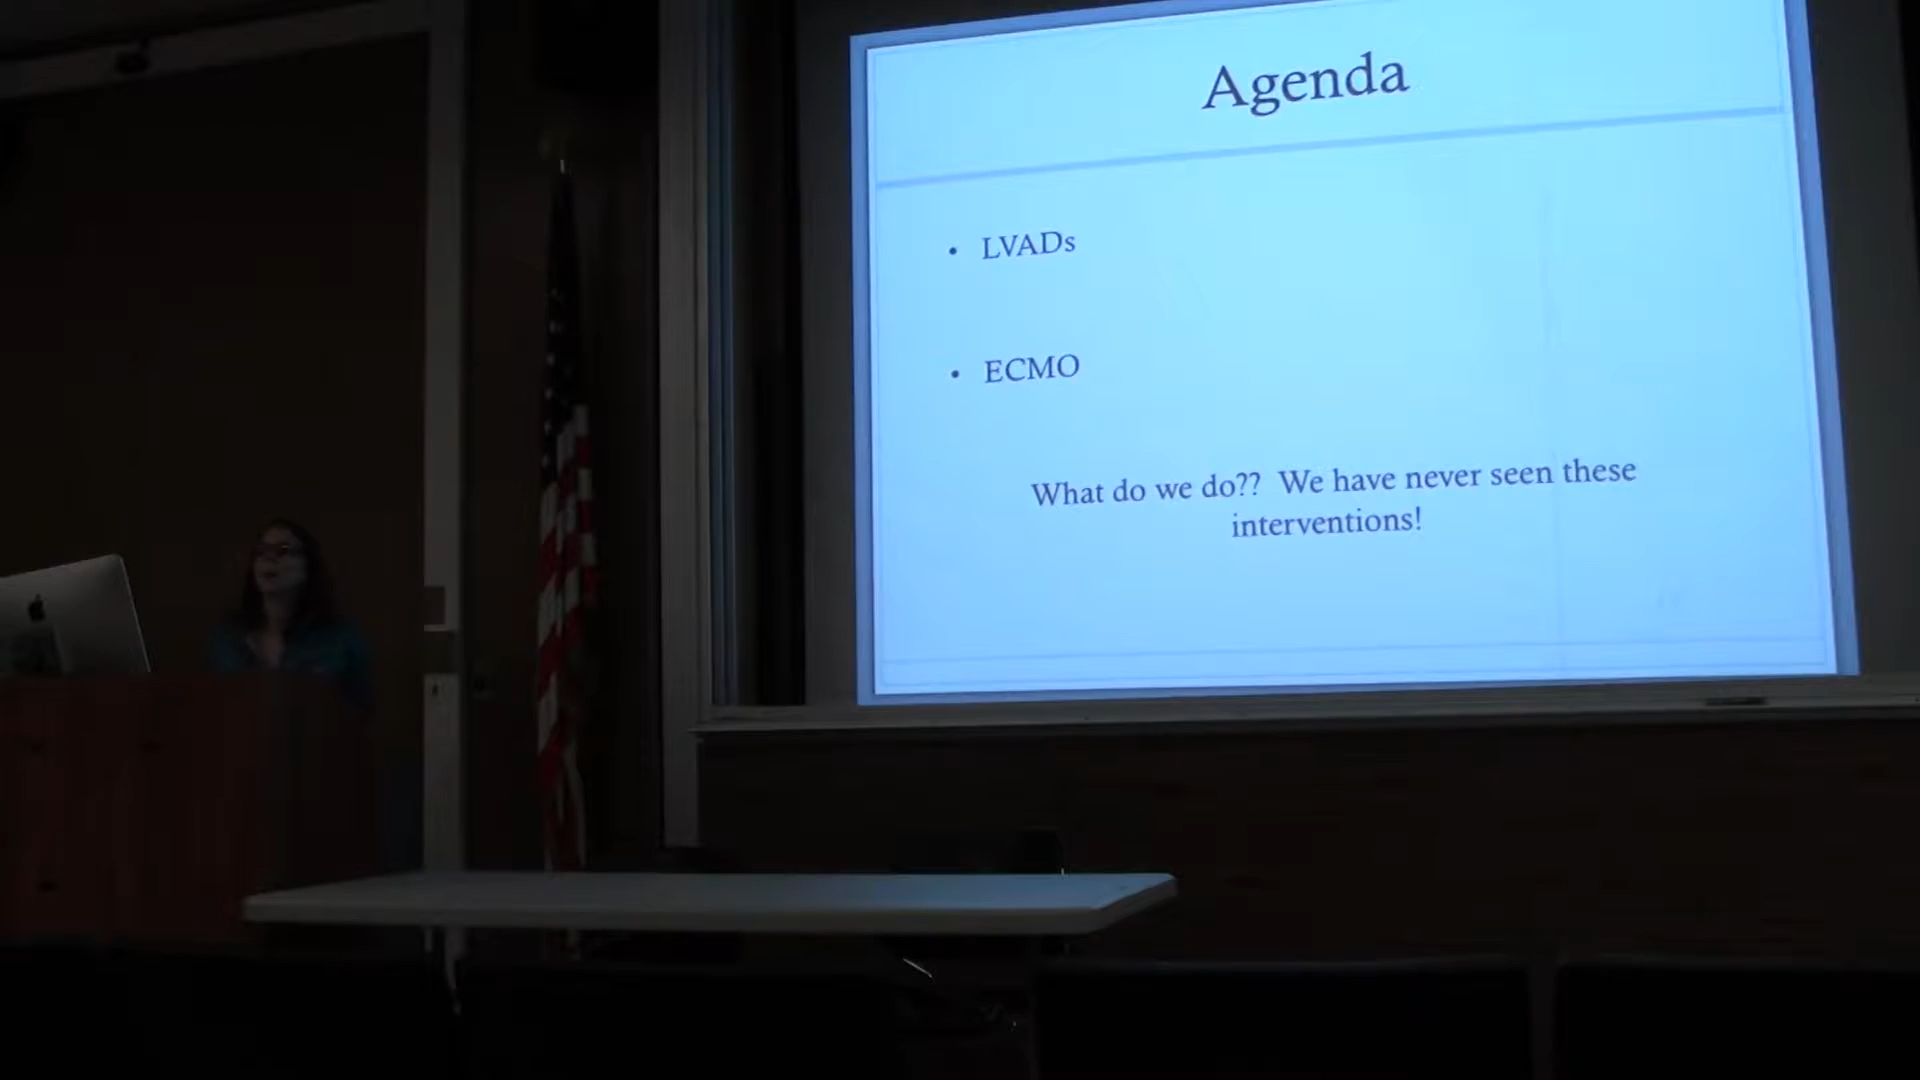 Agenda
• LVADs
• ECMO
What do we do?? We have never seen these
interventions!